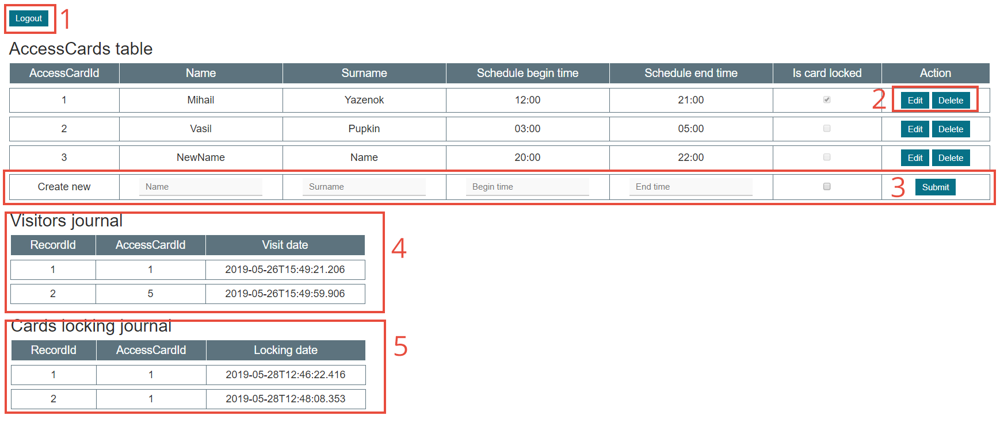 Logout 1
AccessCards table
AccessCardId Name Surname Schedule begin time Schedule end time Is card locked Action
1 Mihail Yazenok 12:00 21:00 2 Edit Delete
2 Vasil Pupkin 03:00 05:00 Edit Delete
3 NewName Name 20:00 22:00 Edit Delete
Create new Name Surname Begin time End time 3 Submit
Visitors journal
RecordId AccessCardId Visit date 4
1 1 2019-05-26T15:49:21.206
2 5 2019-05-26T15:49:59.906
Cards locking journal
RecordId AccessCardId Locking date 5
1 1 2019-05-28T12:46:22.416
2 1 2019-05-28T12:48:08.353